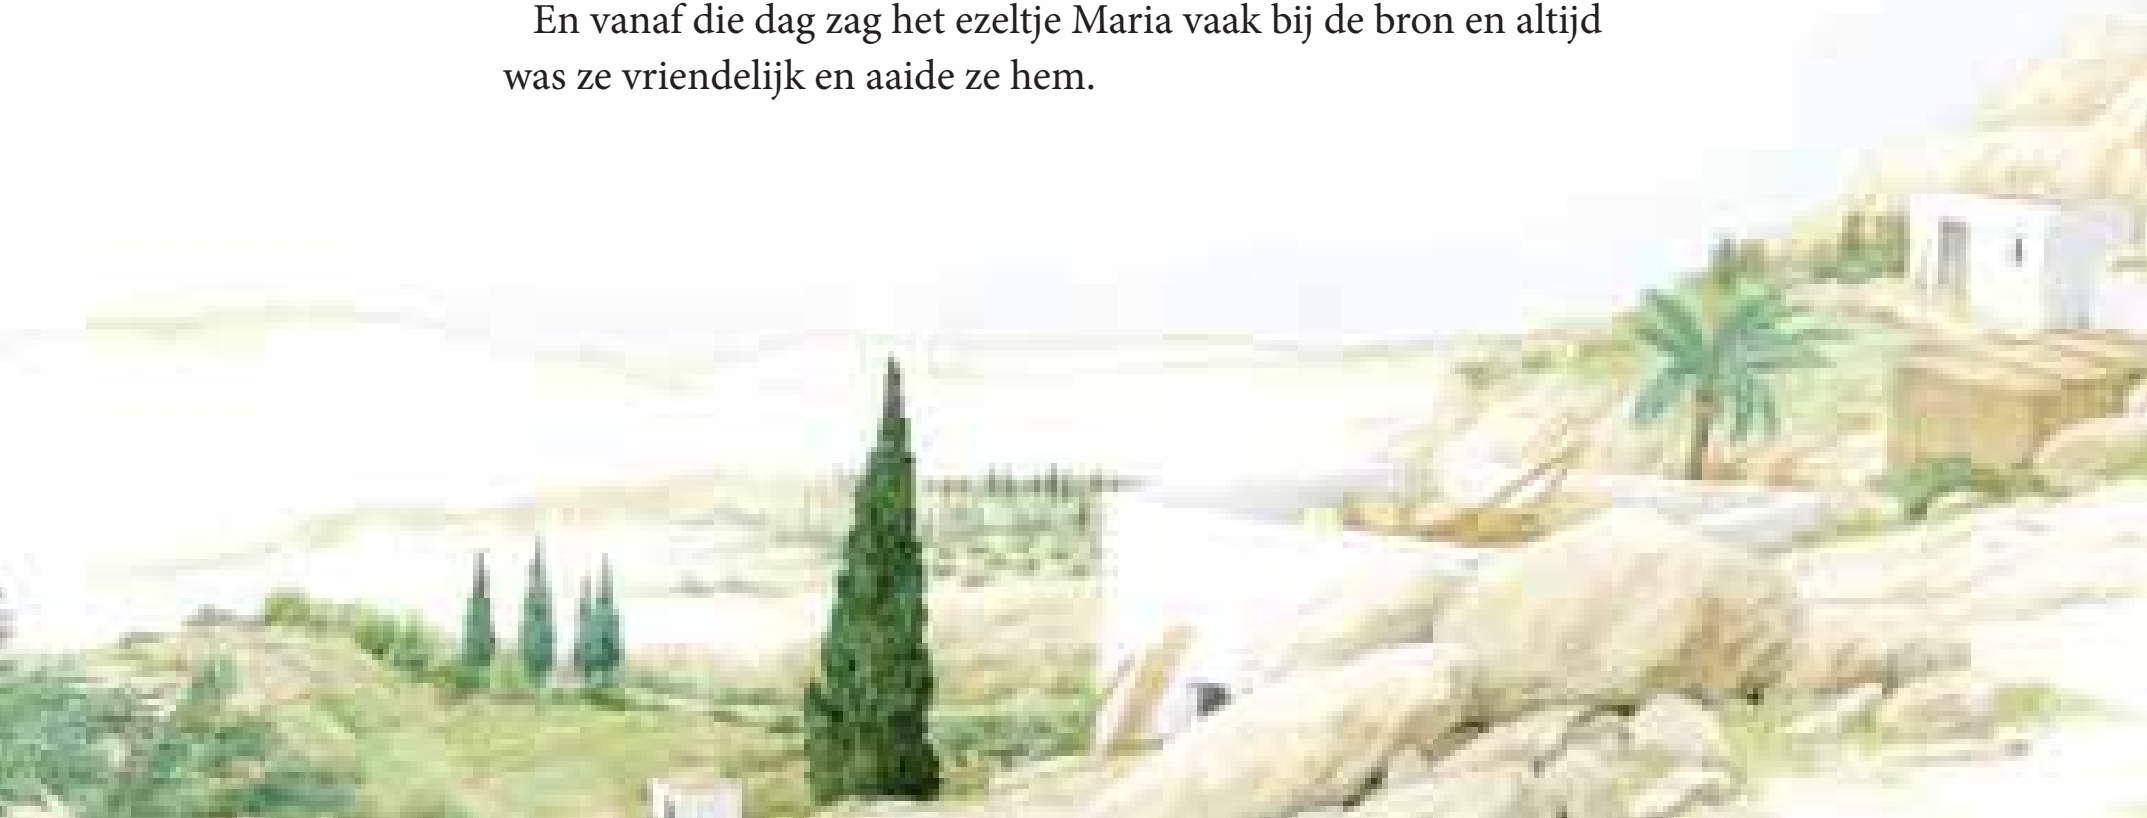 En vanaf die dag zag het ezeltje Maria vaak bij de bron en altijd
was ze vriendelijk en aaide ze hem.